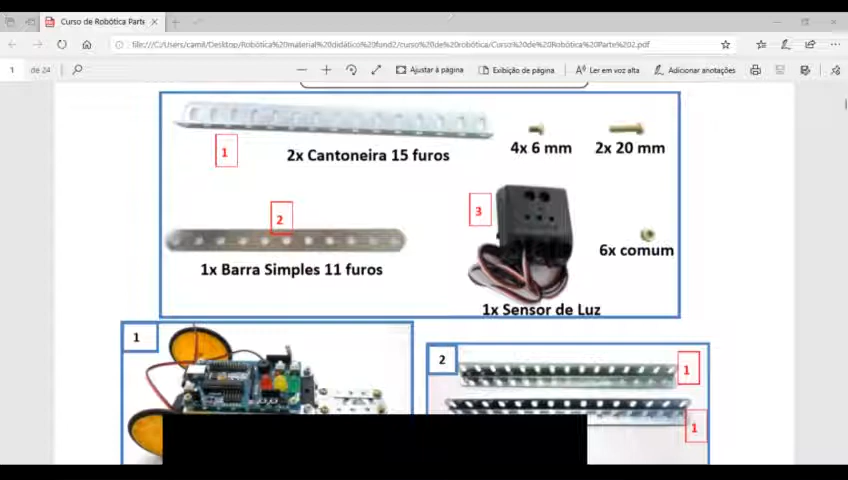 Curso de Robótica Parte
file:///C:/Users/camil/Desktop/Robótica%20material%20didático%20fund2/curso%20de%20robótica/Curso%20de%20Robótica%20Parte%202.pdf
1 de 24
Ajustar à página
Exibição de página
Ler em voz alta
Adicionar anotações
1
2x Cantoneira 15 furos
4x 6 mm
2x 20 mm
2
1x Barra Simples 11 furos
3
6x comum
1x Sensor de Luz
1
2
1
1